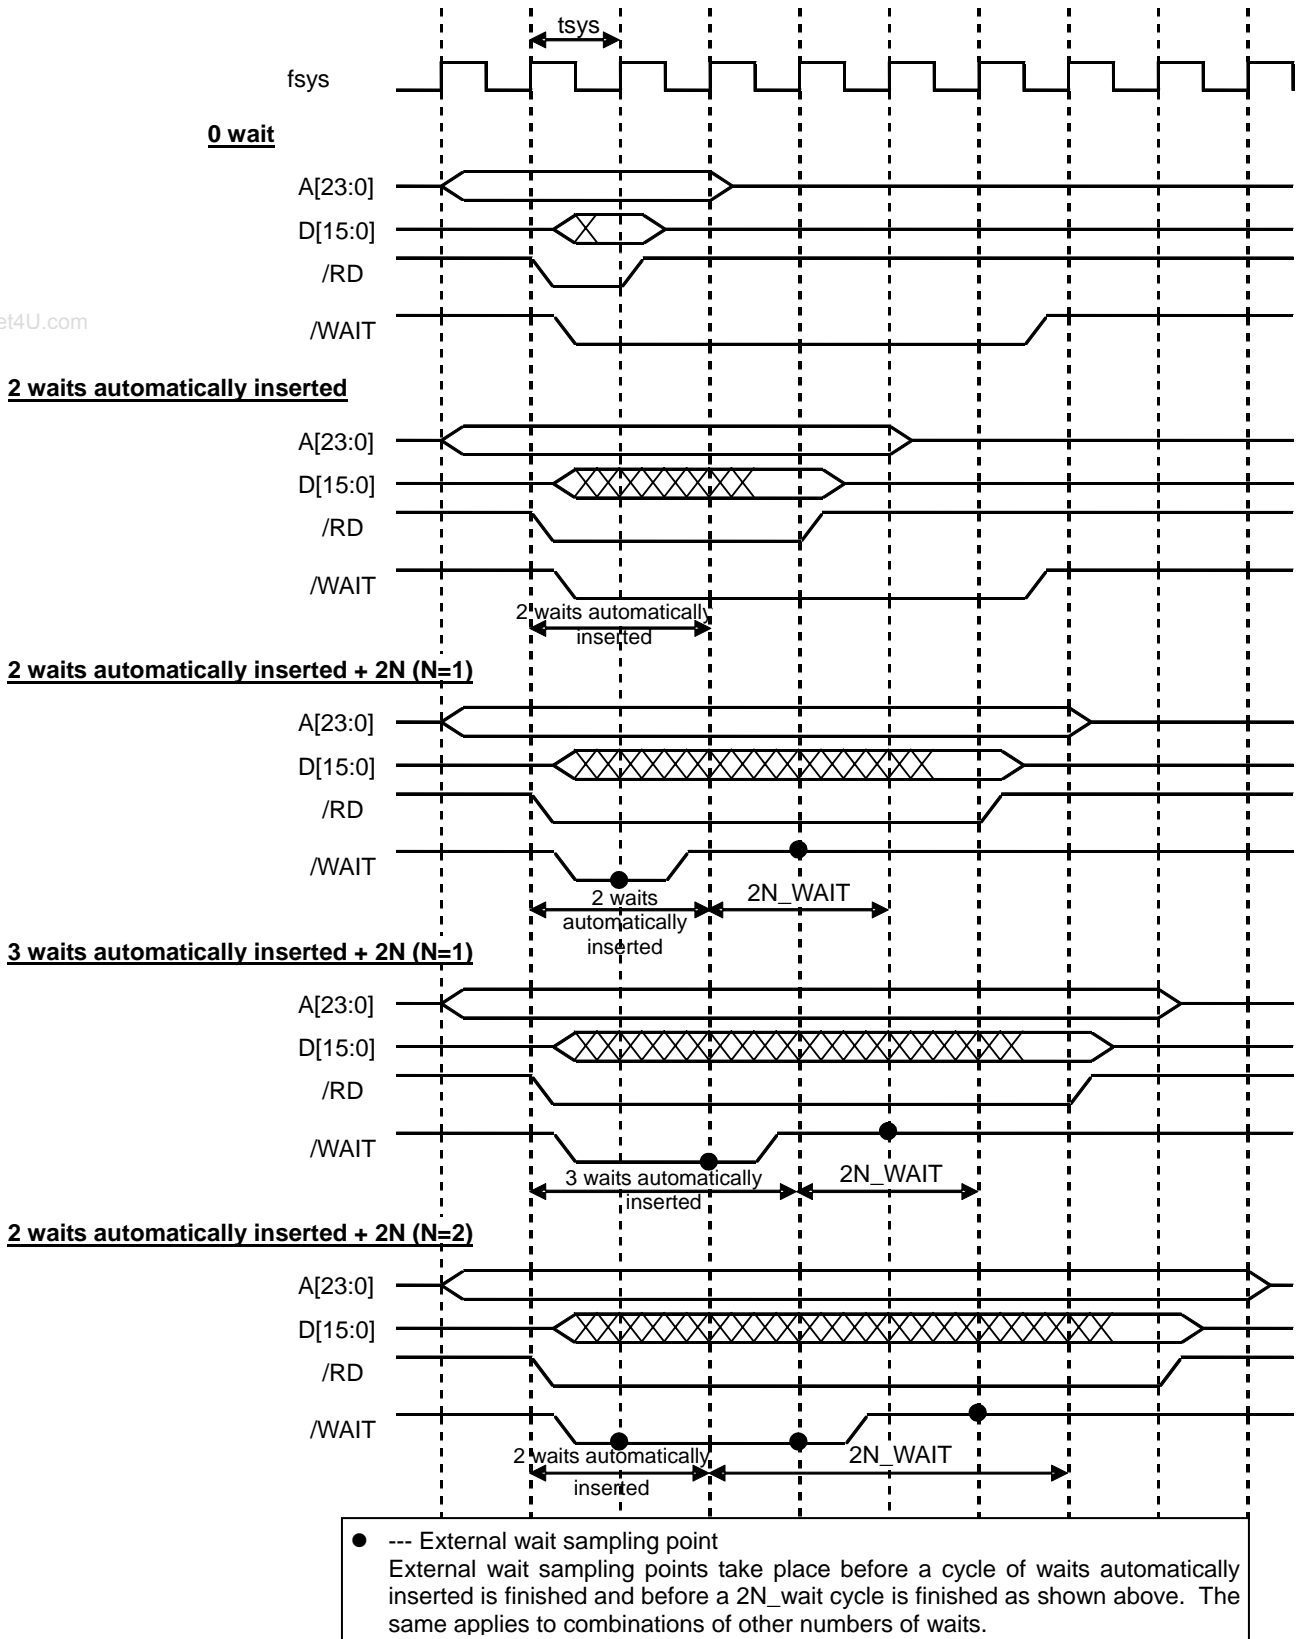 tsys
fsys
0 wait
A[23:0]
D[15:0]
/RD
et4U.com
/WAIT
2 waits automatically inserted
A[23:0]
D[15:0]
/RD
/WAIT
2 waits automatically
inserted
2 waits automatically inserted + 2N (N=1)
A[23:0]
D[15:0]
/RD
/WAIT
2 waits
automatically
inserted
2N_WAIT
3 waits automatically inserted + 2N (N=1)
A[23:0]
D[15:0]
/RD
/WAIT
3 waits automatically
inserted
2N_WAIT
2 waits automatically inserted + 2N (N=2)
A[23:0]
D[15:0]
/RD
/WAIT
2 waits automatically
inserted
2N_WAIT
● --- External wait sampling point
External wait sampling points take place before a cycle of waits automatically
inserted is finished and before a 2N_wait cycle is finished as shown above. The
same applies to combinations of other numbers of waits.